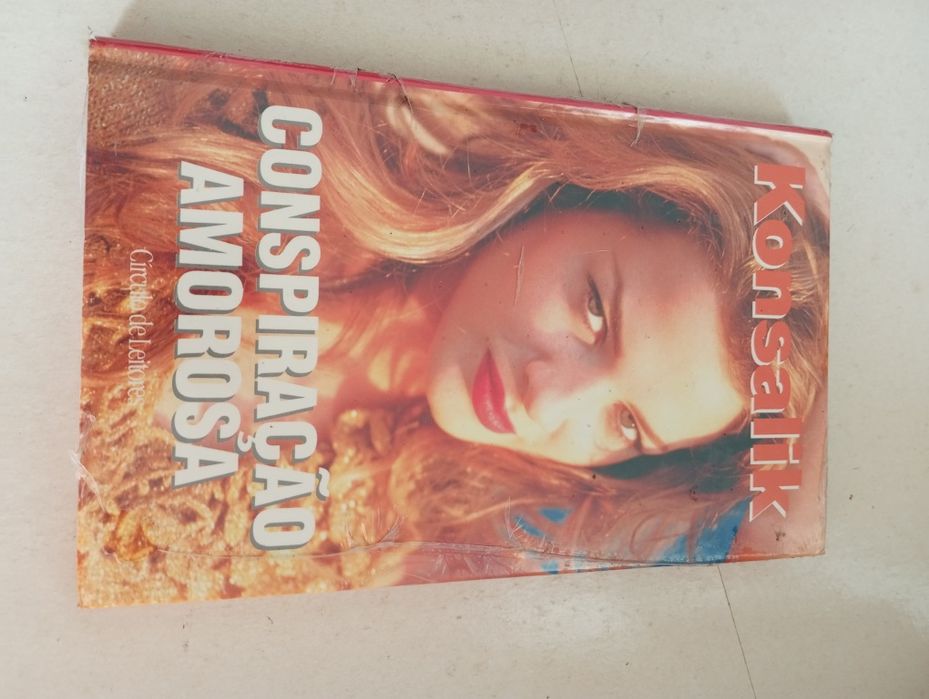 Konsalik
CONSPIRAÇÃO
AMOROSA
Círculo de Leitores